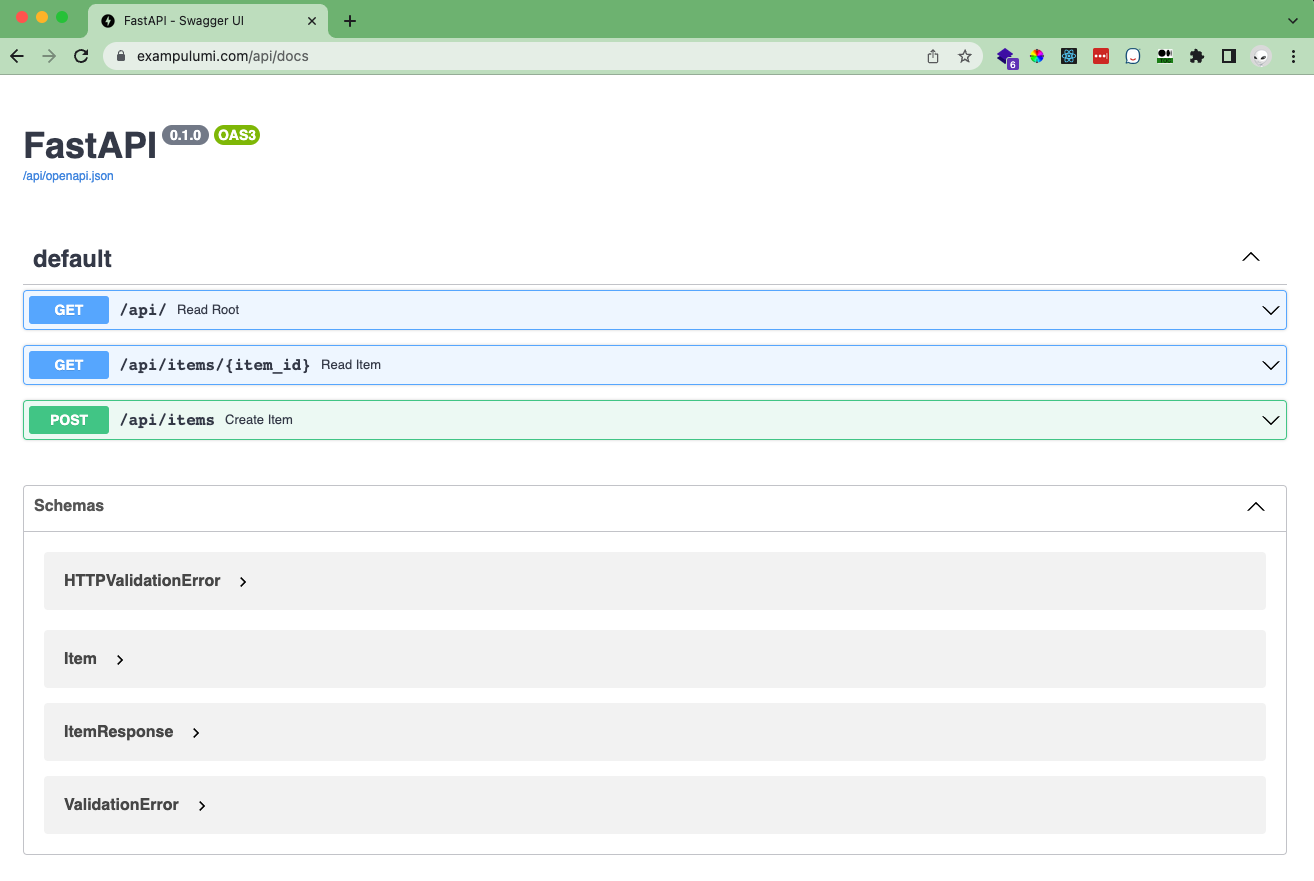 FastAPI - Swagger UI
exampulumi.com/api/docs
6
FastAPI 0.1.0 OAS3
/api/openapi.json
default
GET /api/ Read Root
GET /api/items/{item_id} Read Item
POST /api/items Create Item
Schemas
HTTPValidationError
Item
ItemResponse
ValidationError